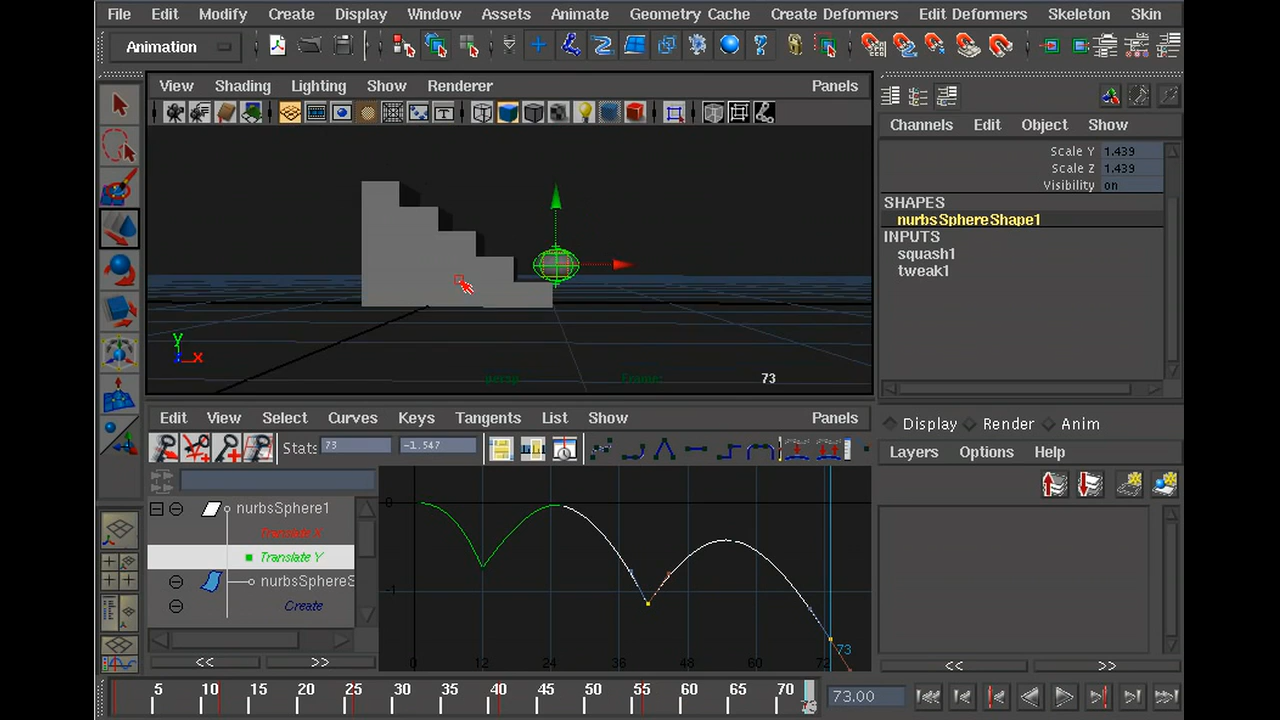 File Edit Modify Create Display Window Assets Animate Geometry Cache Create Deformers Edit Deformers Skeleton Skin
Animation
View Shading Lighting Show Renderer Panels
Channels Edit Object Show
Scale Y 1.439
Scale Z 1.439
Visibility on
SHAPES
nurbsSphereShape1
INPUTS
squash1
tweak1
y
x
persp Frame: 73
Edit View Select Curves Keys Tangents List Show Panels
Stats 73 -1.547
nurbsSphere1
Translate X
Translate Y
nurbsSphereS
Create
<< >>
0
-1
73
0 12 24 36 48 60 72
Display Render Anim
Layers Options Help
<< >>
5 10 15 20 25 30 35 40 45 50 55 60 65 70
73.00